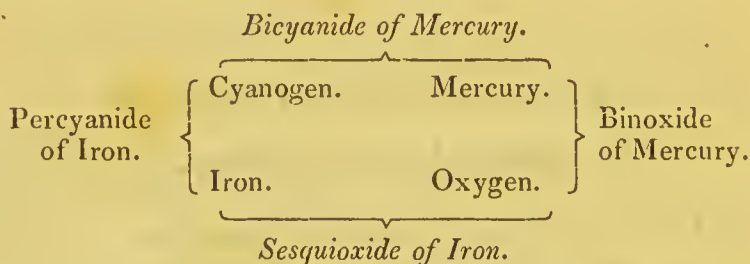 Bicyanide of Mercury.
Cyanogen. Mercury.
Percyanide
of Iron.
Binoxide
of Mercury.
Iron. Oxygen.
Sesquioxide of Iron.